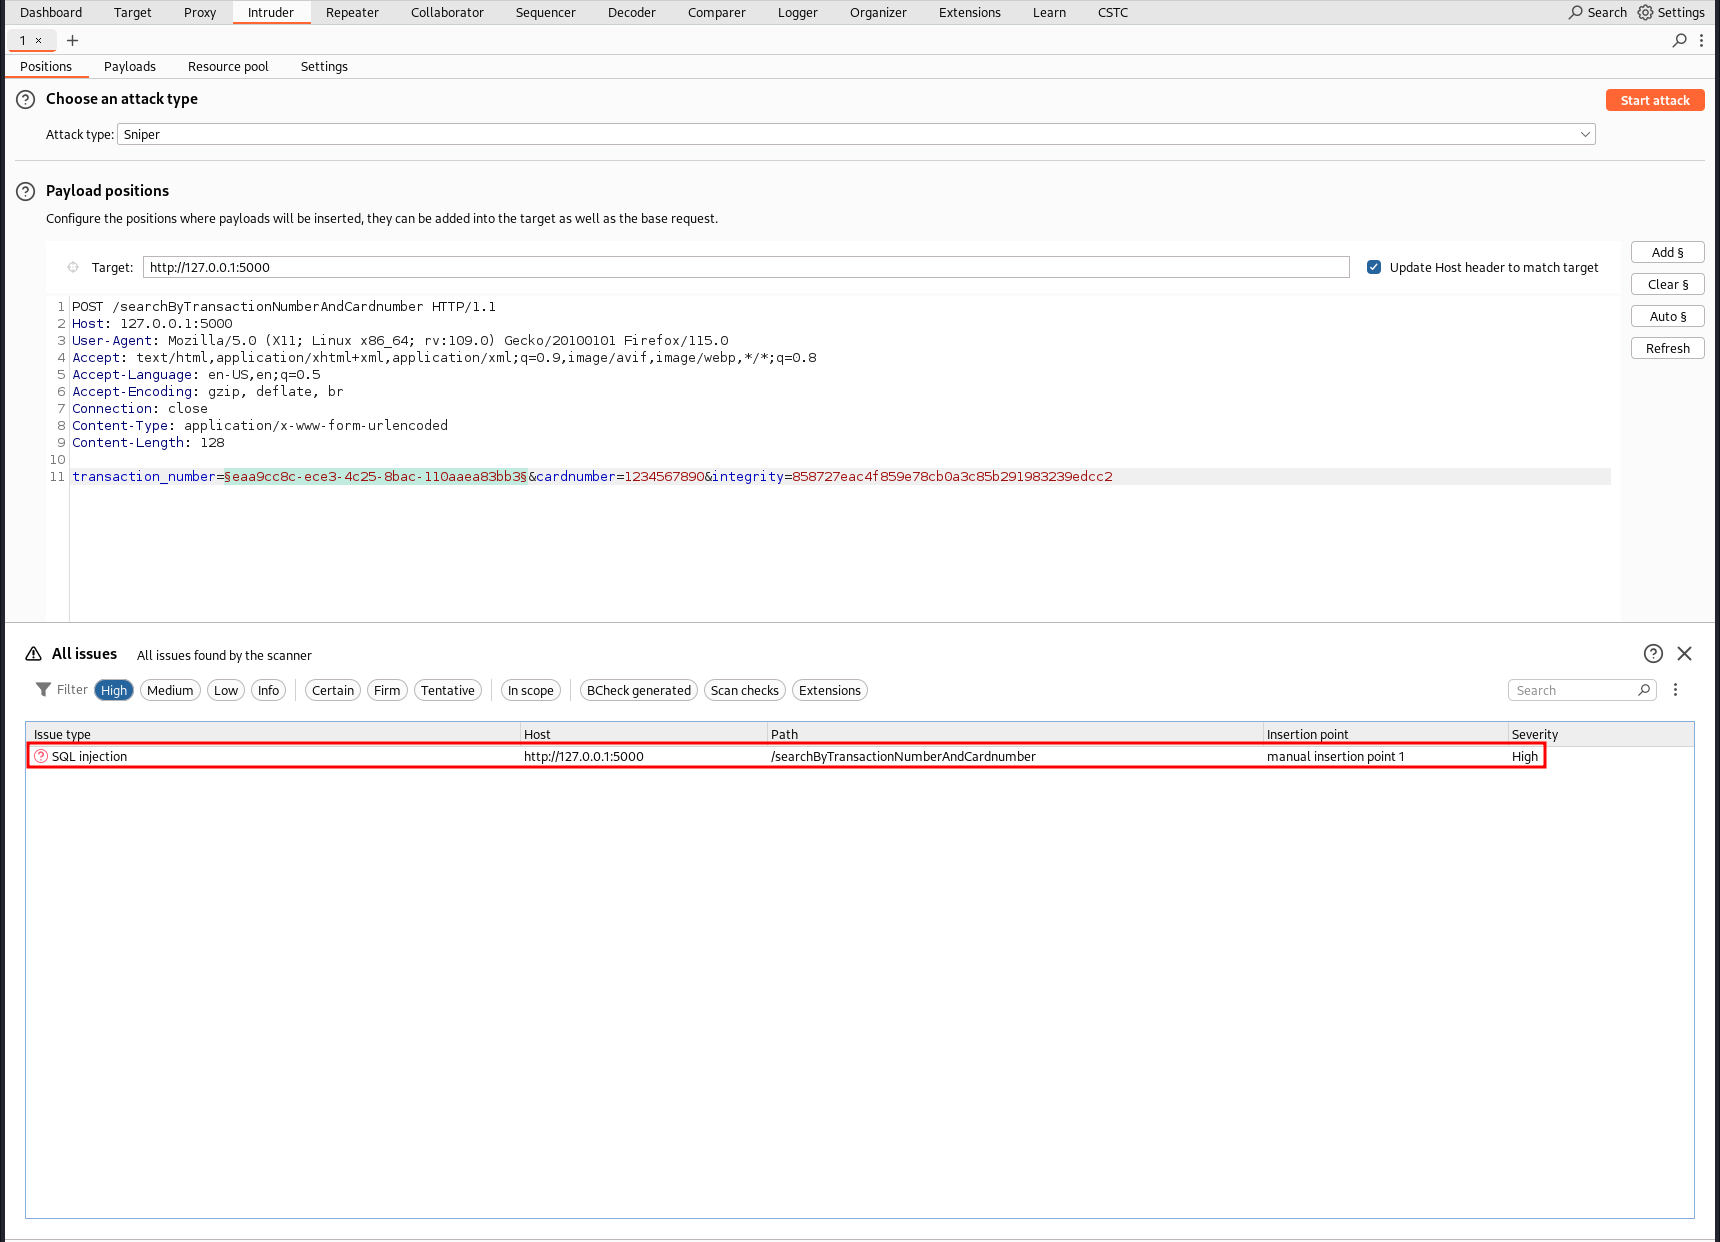 Dashboard Target Proxy Intruder Repeater Collaborator Sequencer Decoder Comparer Logger Organizer Extensions Learn CSTC Search Settings
1 × +
Positions Payloads Resource pool Settings
? Choose an attack type Start attack
Attack type: Sniper
? Payload positions
Configure the positions where payloads will be inserted, they can be added into the target as well as the base request.
Add §
Target: http://127.0.0.1:5000 Update Host header to match target
Clear §
Auto §
Refresh
1 POST /searchByTransactionNumberAndCardnumber HTTP/1.1
2 Host: 127.0.0.1:5000
3 User-Agent: Mozilla/5.0 (X11; Linux x86_64; rv:109.0) Gecko/20100101 Firefox/115.0
4 Accept: text/html,application/xhtml+xml,application/xml;q=0.9,image/avif,image/webp,*/*;q=0.8
5 Accept-Language: en-US,en;q=0.5
6 Accept-Encoding: gzip, deflate, br
7 Connection: close
8 Content-Type: application/x-www-form-urlencoded
9 Content-Length: 128
10
11 transaction_number=§eaa9cc8c-ece3-4c25-8bac-110aaea83bb3§&cardnumber=1234567890&integrity=858727eac4f859e78cb0a3c85b291983239edcc2
All issues All issues found by the scanner ?
Filter High Medium Low Info Certain Firm Tentative In scope BCheck generated Scan checks Extensions Search
Issue type Host Path Insertion point Severity
? SQL injection http://127.0.0.1:5000 /searchByTransactionNumberAndCardnumber manual insertion point 1 High